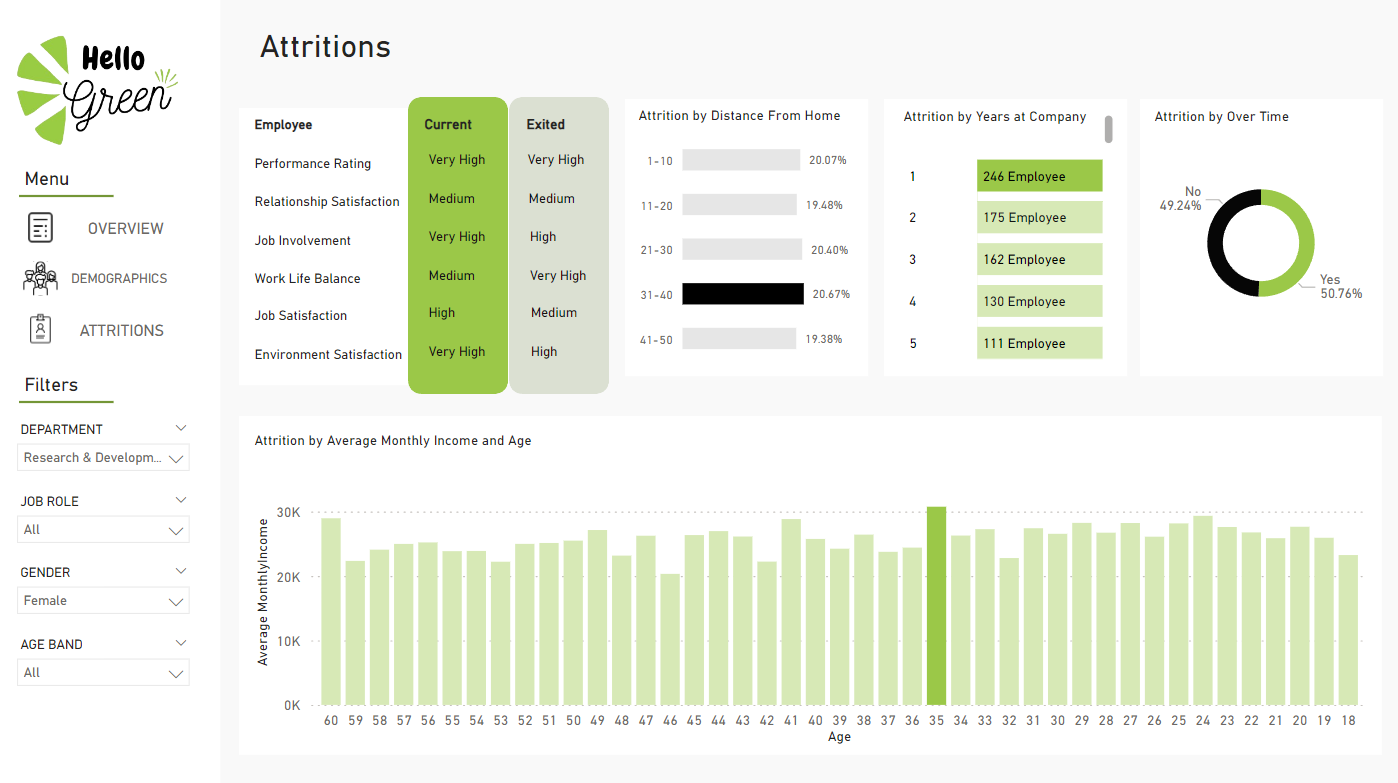 Hello
Green
Menu
OVERVIEW
DEMOGRAPHICS
ATTRITIONS
Filters
DEPARTMENT
Research & Developm...
JOB ROLE
All
GENDER
Female
AGE BAND
All
Attritions
Employee Current Exited
Performance Rating Very High Very High
Relationship Satisfaction Medium Medium
Job Involvement Very High High
Work Life Balance Medium Very High
Job Satisfaction High Medium
Environment Satisfaction Very High High
Attrition by Distance From Home
1-10 20.07%
11-20 19.48%
21-30 20.40%
31-40 20.67%
41-50 19.38%
Attrition by Years at Company
1 246 Employee
2 175 Employee
3 162 Employee
4 130 Employee
5 111 Employee
Attrition by Over Time
No
49.24%
Yes
50.76%
Attrition by Average Monthly Income and Age
Average MonthlyIncome
30K
20K
10K
0K
60 59 58 57 56 55 54 53 52 51 50 49 48 47 46 45 44 43 42 41 40 39 38 37 36 35 34 33 32 31 30 29 28 27 26 25 24 23 22 21 20 19 18
Age